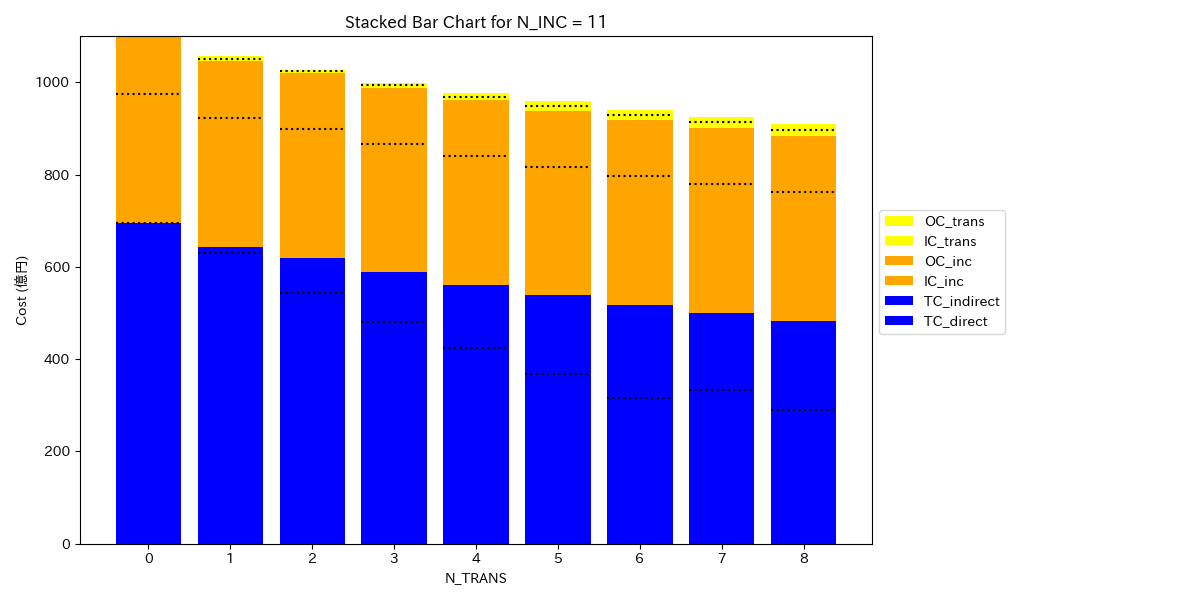 Stacked Bar Chart for N_INC = 11
Cost (億円)
1000
800
600
400
200
0
0 1 2 3 4 5 6 7 8
N_TRANS
OC_trans
IC_trans
OC_inc
IC_inc
TC_indirect
TC_direct